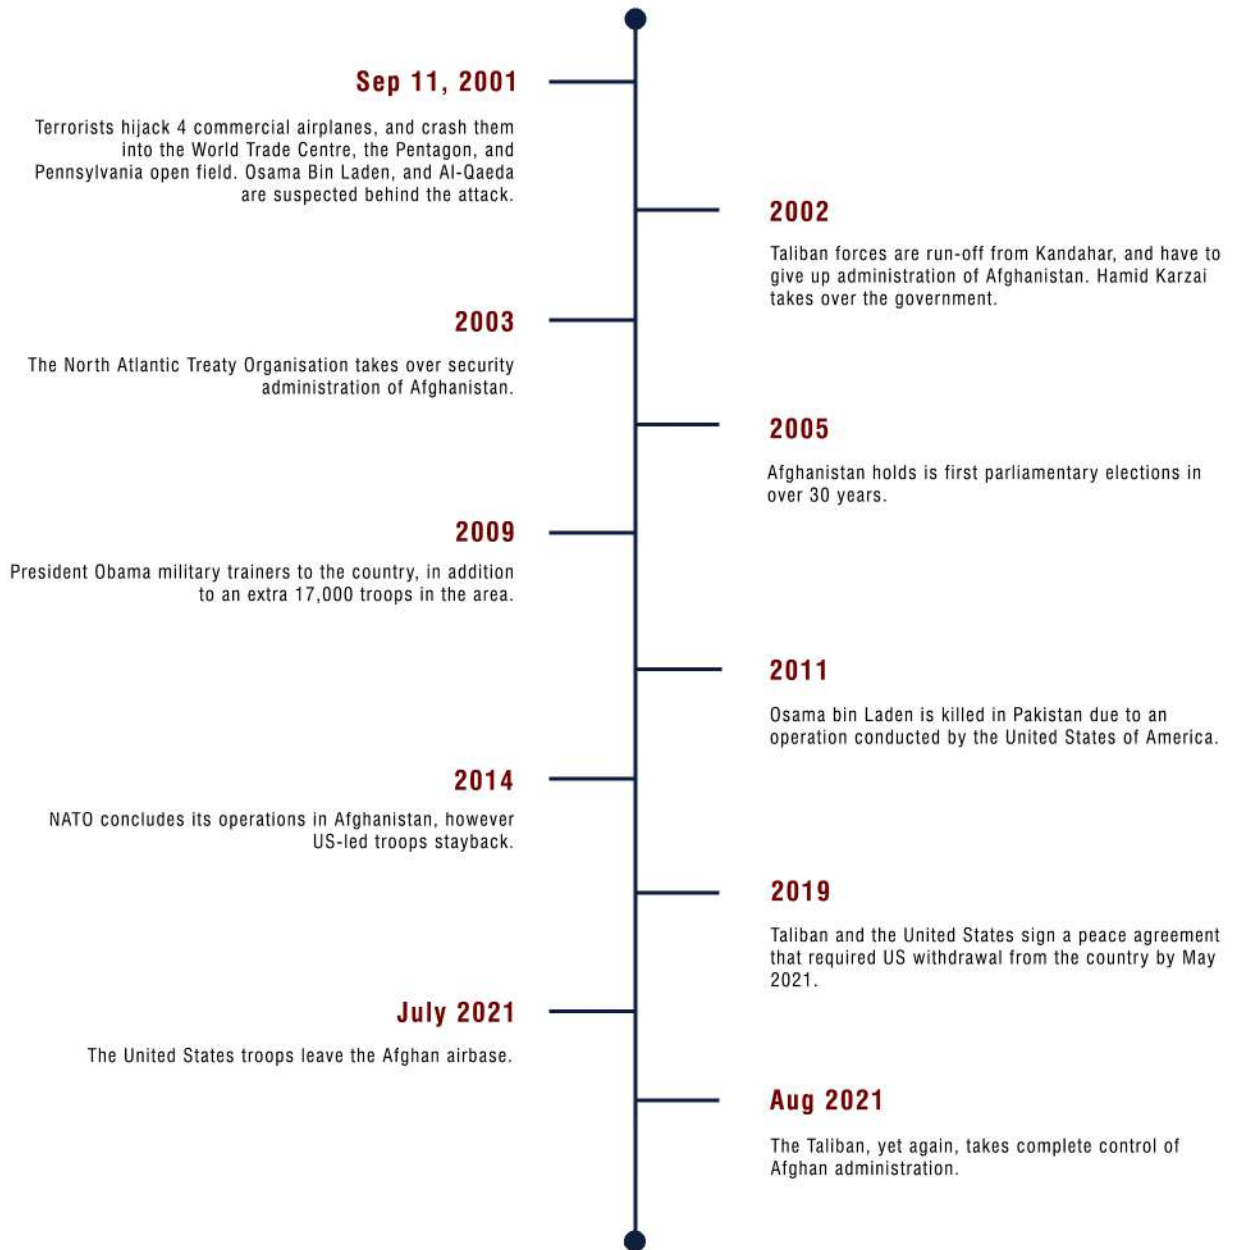 Sep 11, 2001
Terrorists hijack 4 commercial airplanes, and crash them
into the World Trade Centre, the Pentagon, and
Pennsylvania open field. Osama Bin Laden, and Al-Qaeda
are suspected behind the attack.
2002
Taliban forces are run-off from Kandahar, and have to
give up administration of Afghanistan. Hamid Karzai
takes over the government.
2003
The North Atlantic Treaty Organisation takes over security
administration of Afghanistan.
2005
Afghanistan holds is first parliamentary elections in
over 30 years.
2009
President Obama military trainers to the country, in addition
to an extra 17,000 troops in the area.
2011
Osama bin Laden is killed in Pakistan due to an
operation conducted by the United States of America.
2014
NATO concludes its operations in Afghanistan, however
US-led troops stayback.
2019
Taliban and the United States sign a peace agreement
that required US withdrawal from the country by May
2021.
July 2021
The United States troops leave the Afghan airbase.
Aug 2021
The Taliban, yet again, takes complete control of
Afghan administration.